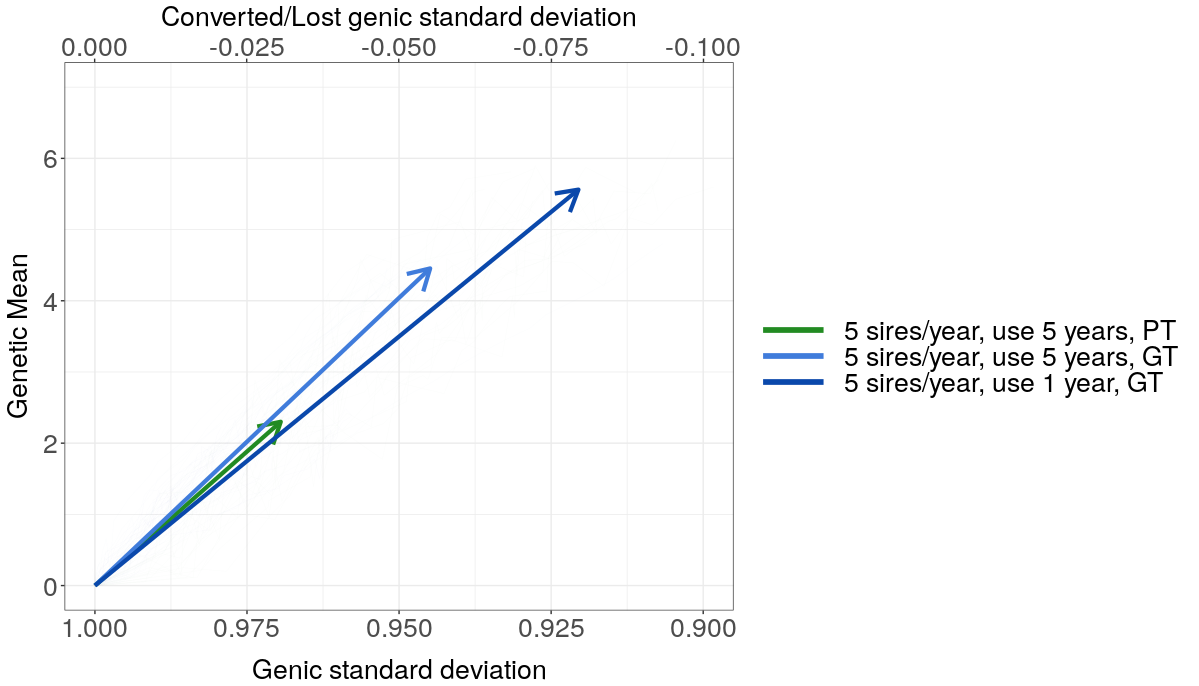 Converted/Lost genic standard deviation
0.000 -0.025 -0.050 -0.075 -0.100
Genetic Mean
6
4
2
0
1.000 0.975 0.950 0.925 0.900
Genic standard deviation
5 sires/year, use 5 years, PT
5 sires/year, use 5 years, GT
5 sires/year, use 1 year, GT